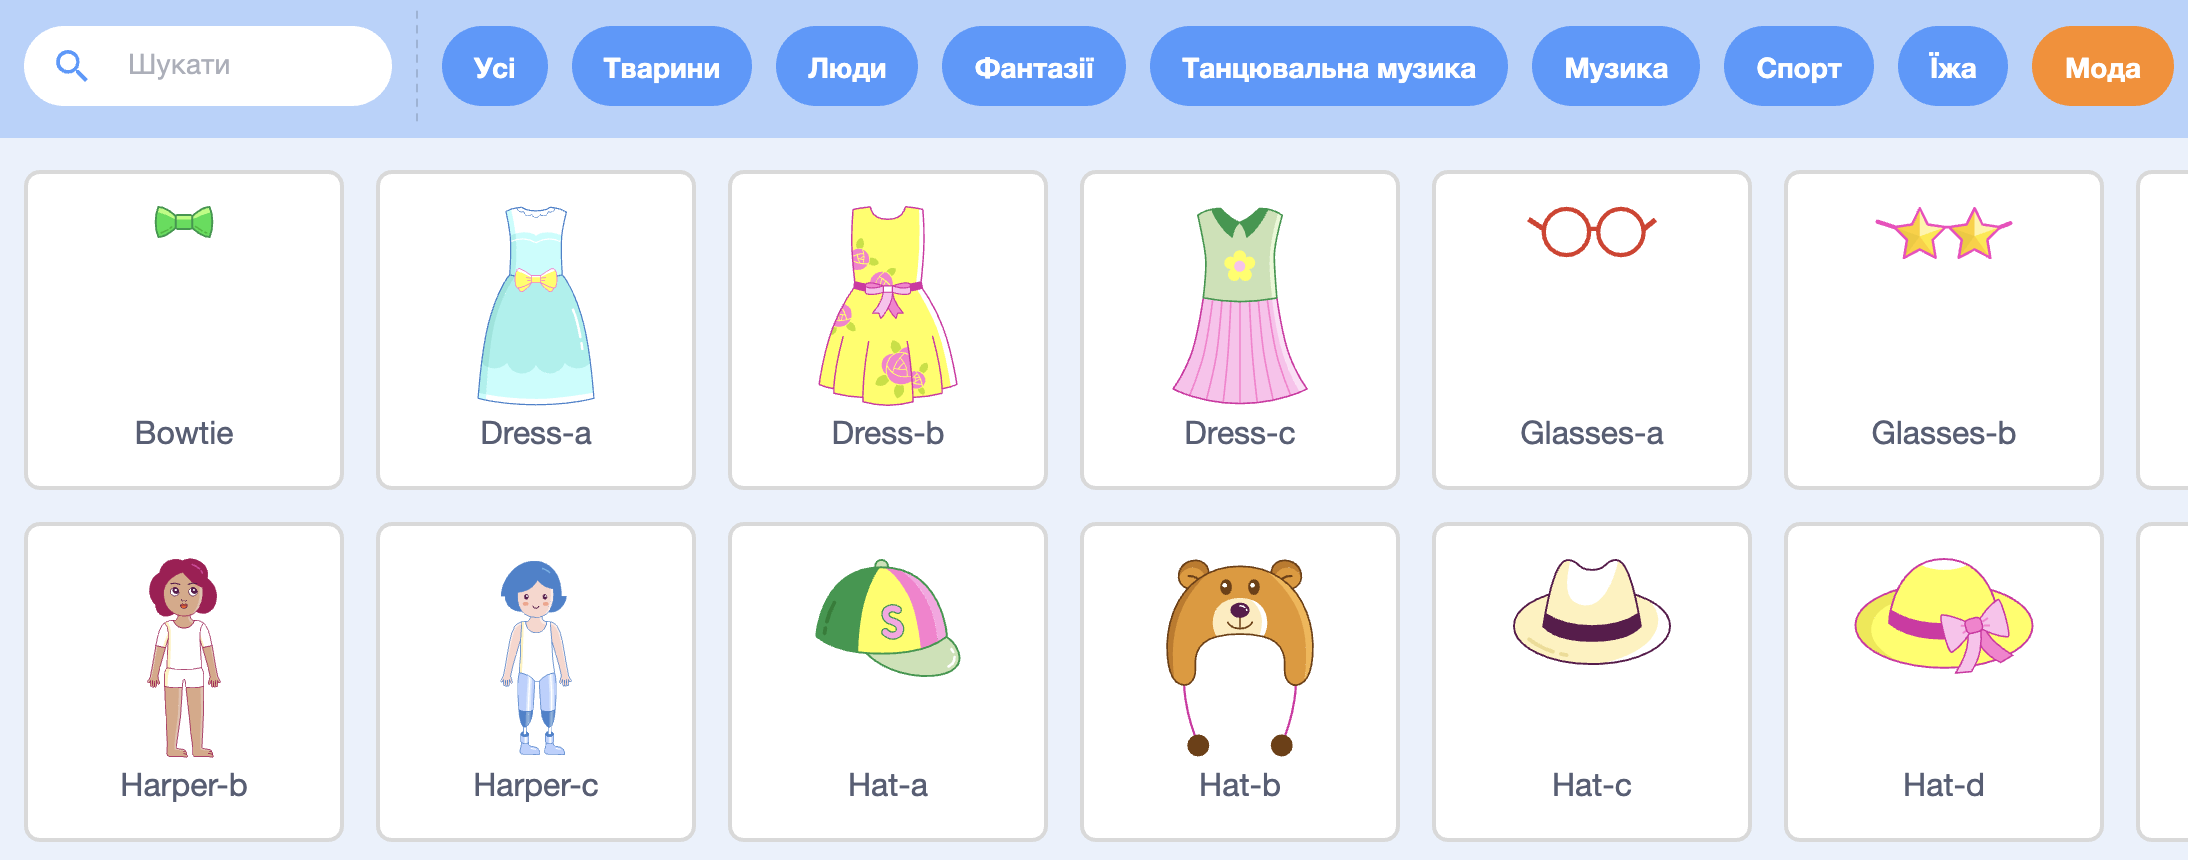 Шукати
Усі
Тварини
Люди
Фантазії
Танцювальна музика
Музика
Спорт
Їжа
Мода
Bowtie
Dress-a
Dress-b
Dress-c
Glasses-a
Glasses-b
S
Harper-b
Harper-c
Hat-a
Hat-b
Hat-c
Hat-d